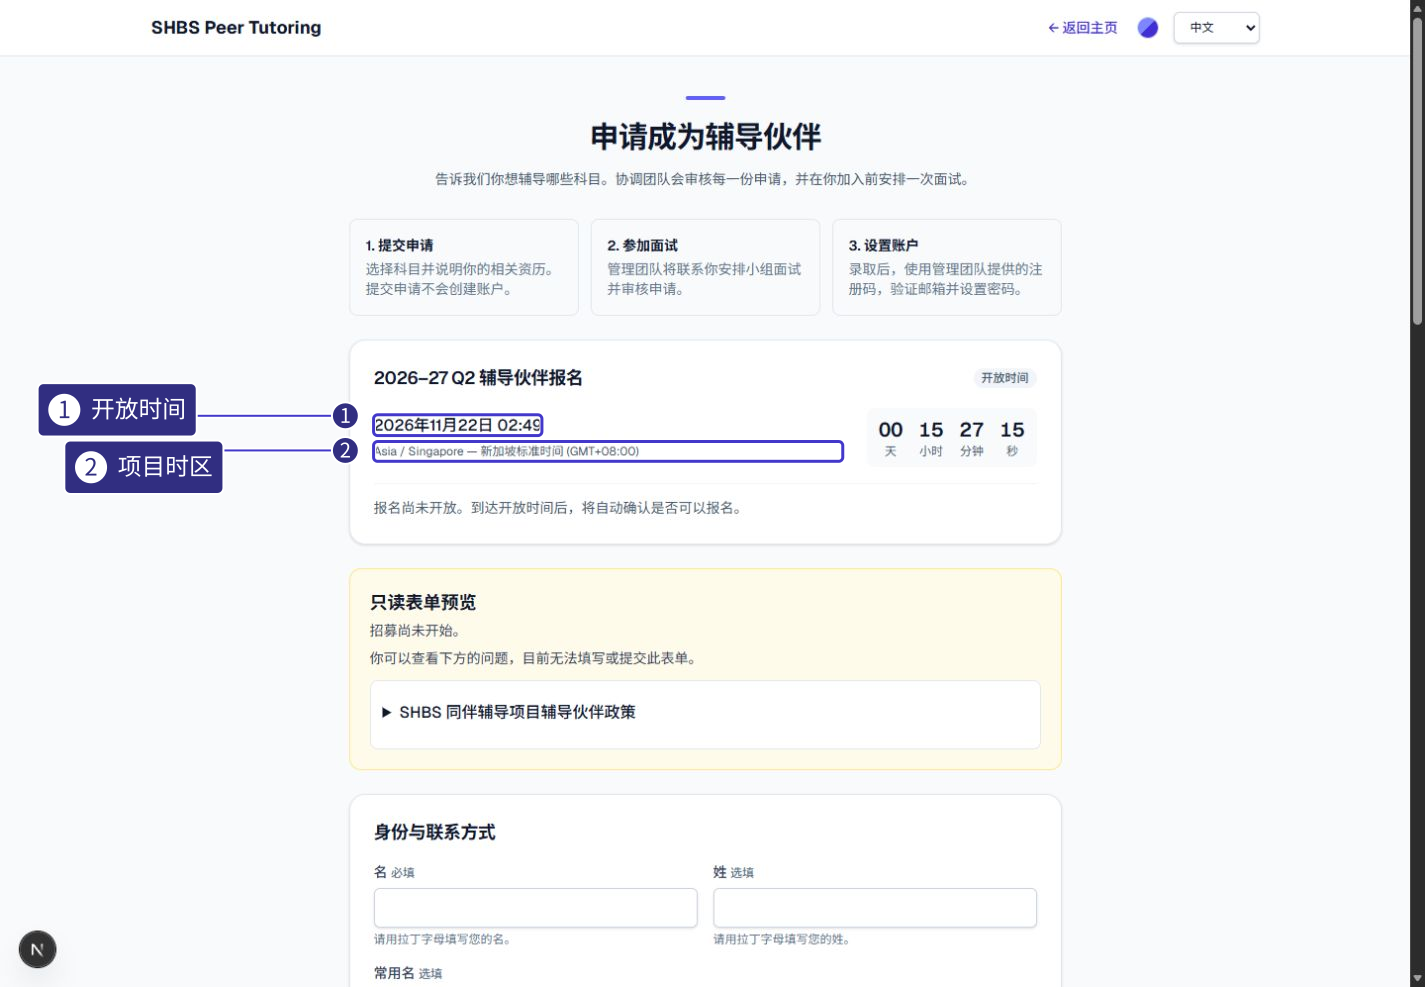 SHBS Peer Tutoring
← 返回主页
中文
申请成为辅导伙伴
告诉我们你想辅导哪些科目。协调团队会审核每一份申请，并在你加入前安排一次面试。
1. 提交申请
选择科目并说明你的相关资历。
提交申请不会创建账户。
2. 参加面试
管理团队将联系你安排小组面试
并审核申请。
3. 设置账户
录取后，使用管理团队提供的注
册码，验证邮箱并设置密码。
2026–27 Q2 辅导伙伴报名
开放时间
1 开放时间
1
2026年11月22日 02:49
2 项目时区
2
Asia / Singapore — 新加坡标准时间 (GMT+08:00)
00 15 27 15
天 小时 分钟 秒
报名尚未开放。到达开放时间后，将自动确认是否可以报名。
只读表单预览
招募尚未开始。
你可以查看下方的问题，目前无法填写或提交此表单。
▶ SHBS 同伴辅导项目辅导伙伴政策
身份与联系方式
名 必填
姓 选填
请用拉丁字母填写您的名。
请用拉丁字母填写您的姓。
常用名 选填
N